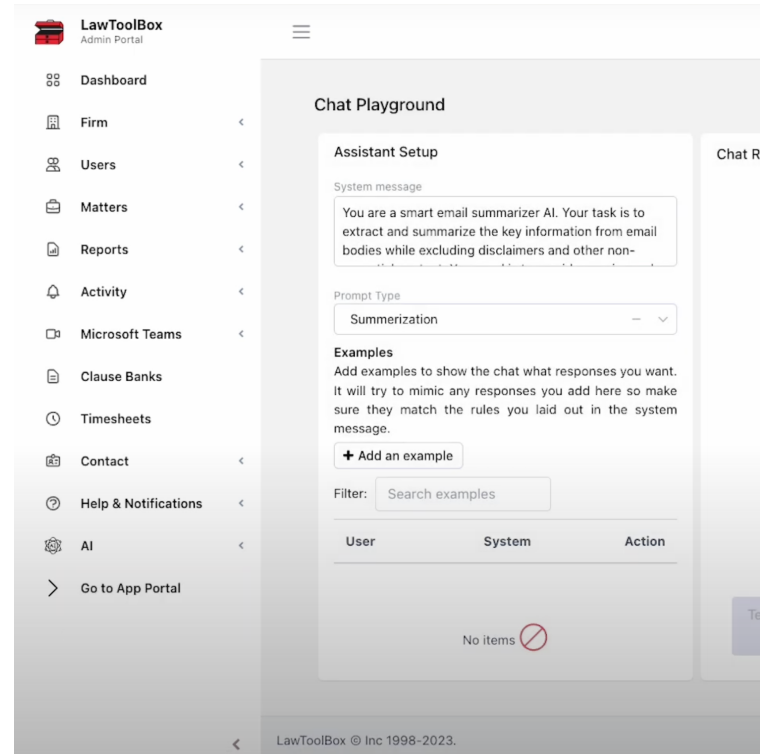 LawToolBox
Admin Portal
Dashboard
Firm
Users
Matters
Reports
Activity
Microsoft Teams
Clause Banks
Timesheets
Contact
Help & Notifications
AI
Go to App Portal
Chat Playground
Assistant Setup
System message
You are a smart email summarizer AI. Your task is to
extract and summarize the key information from email
bodies while excluding disclaimers and other non-
Prompt Type
Summerization
Examples
Add examples to show the chat what responses you want.
It will try to mimic any responses you add here so make
sure they match the rules you laid out in the system
message.
+ Add an example
Filter: Search examples
User System Action
No items
Chat R
Te
LawToolBox © Inc 1998-2023.